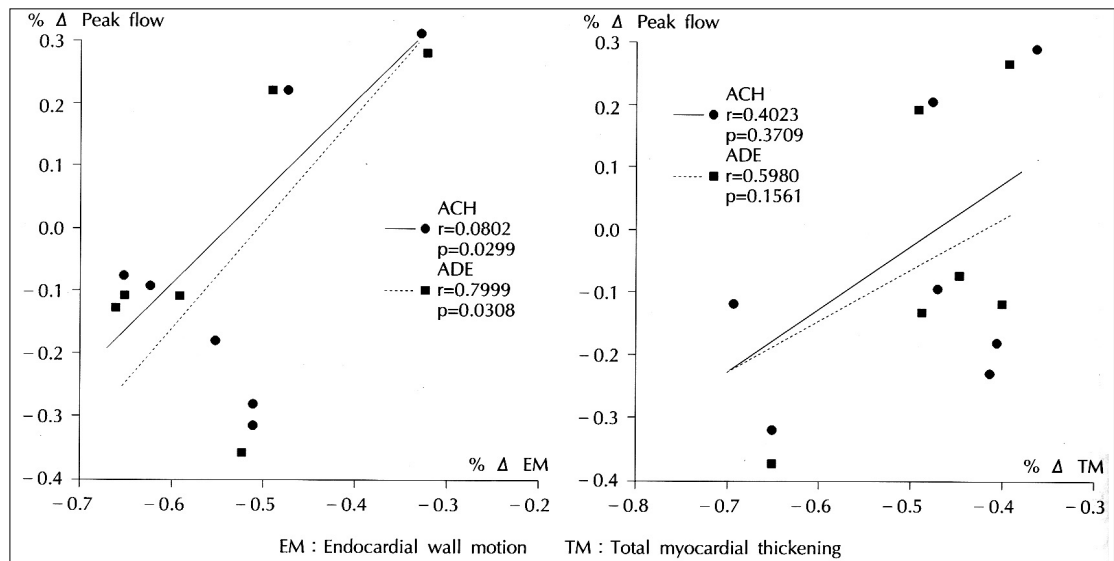 % Δ Peak flow
0.3
0.2
0.1
0.0
−0.1
−0.2
−0.3
−0.4
−0.7
−0.6
−0.5
−0.4
−0.3
−0.2
% Δ EM
ACH
r=0.0802
p=0.0299
ADE
r=0.7999
p=0.0308
% Δ Peak flow
0.3
0.2
0.1
0.0
−0.1
−0.2
−0.3
−0.4
−0.8
−0.7
−0.6
−0.5
−0.4
−0.3
% Δ TM
ACH
r=0.4023
p=0.3709
ADE
r=0.5980
p=0.1561
EM : Endocardial wall motion TM : Total myocardial thickening